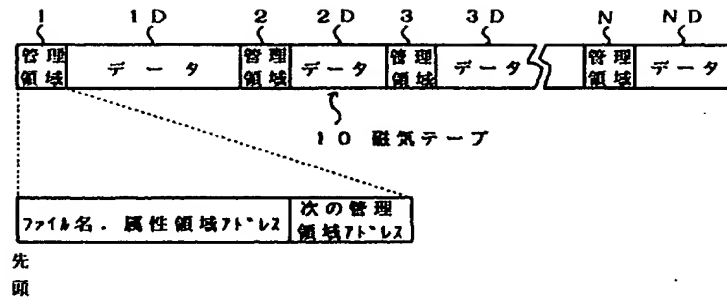 1 1D 2 2D 3 3D N ND
管理領域 データ 管理領域 データ 管理領域 データ 管理領域 データ
10 磁気テープ
ファイル名．属性領域アドレス 次の管理領域アドレス
先頭